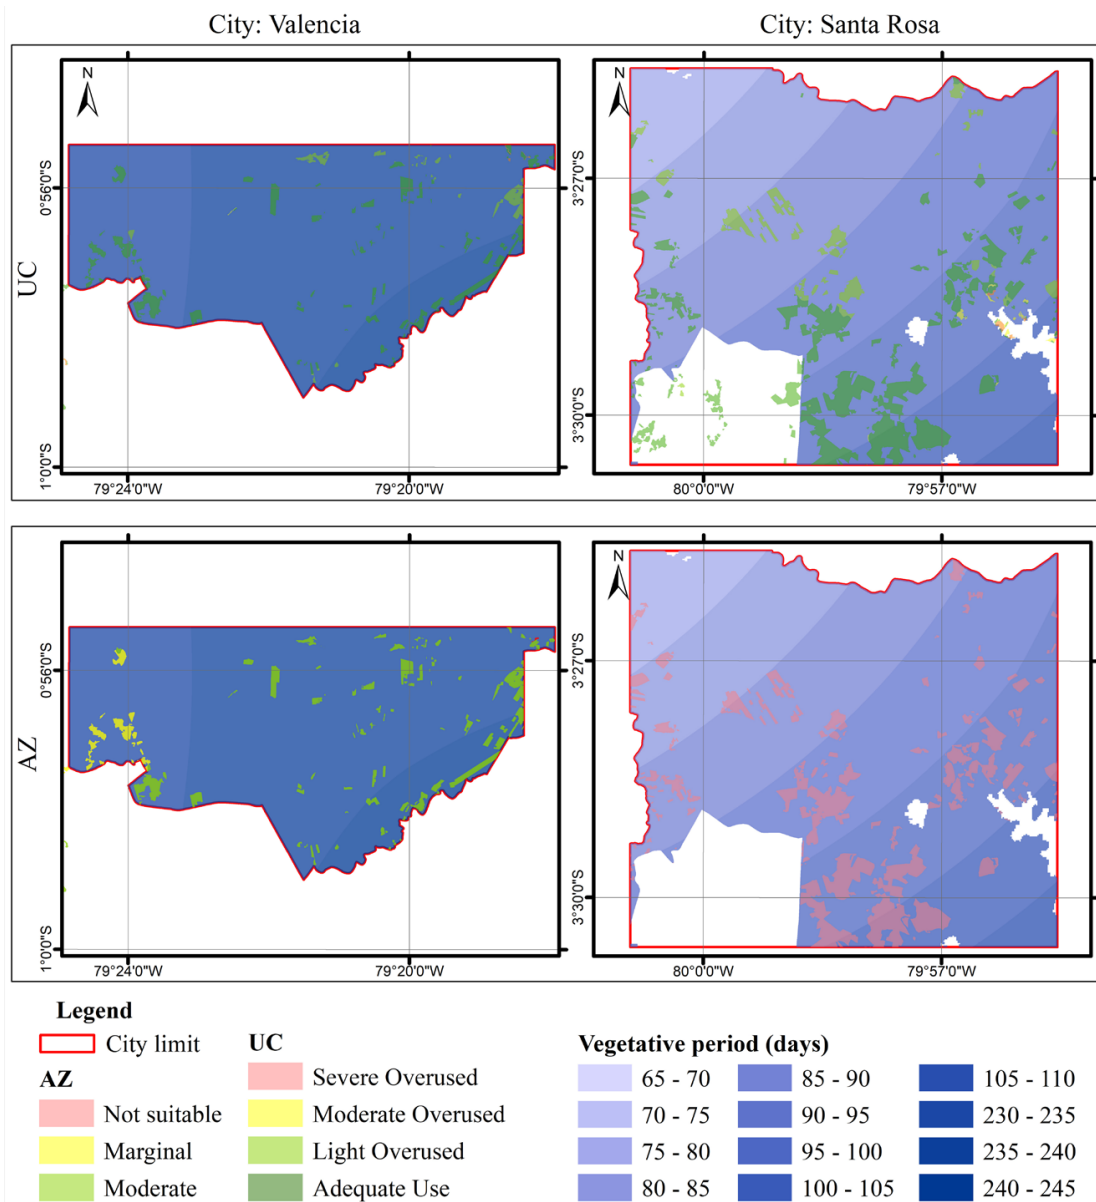 City: Valencia
City: Santa Rosa
UC
N
0°56'0"S
1°0'0"S
79°24'0"W
79°20'0"W
N
3°27'0"S
3°30'0"S
80°0'0"W
79°57'0"W
AZ
N
0°56'0"S
1°0'0"S
79°24'0"W
79°20'0"W
N
3°27'0"S
3°30'0"S
80°0'0"W
79°57'0"W
Legend
City limit
AZ
Not suitable
Marginal
Moderate
UC
Severe Overused
Moderate Overused
Light Overused
Adequate Use
Vegetative period (days)
65 - 70
70 - 75
75 - 80
80 - 85
85 - 90
90 - 95
95 - 100
100 - 105
105 - 110
230 - 235
235 - 240
240 - 245